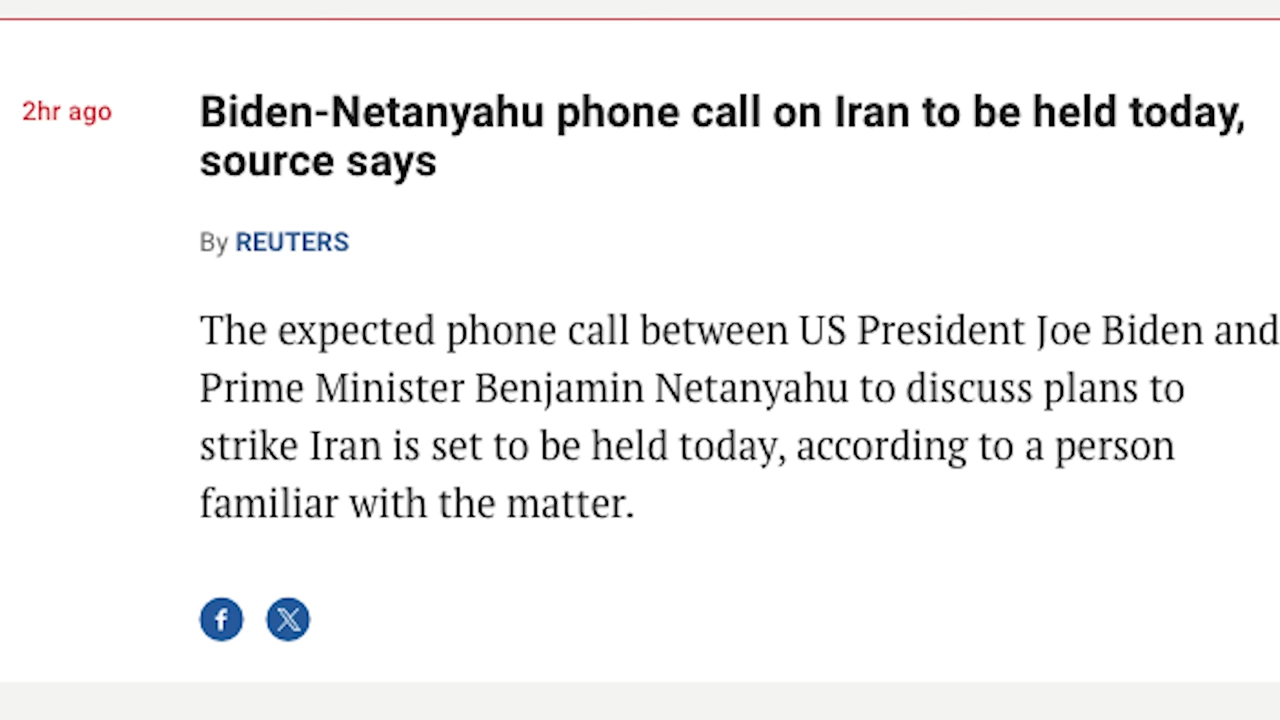 2hr ago
Biden-Netanyahu phone call on Iran to be held today,
source says
By REUTERS
The expected phone call between US President Joe Biden and
Prime Minister Benjamin Netanyahu to discuss plans to
strike Iran is set to be held today, according to a person
familiar with the matter.